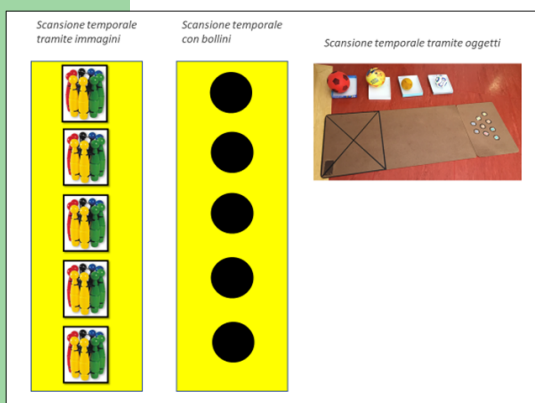 Scansione temporale
tramite immagini
Scansione temporale
con bollini
Scansione temporale tramite oggetti